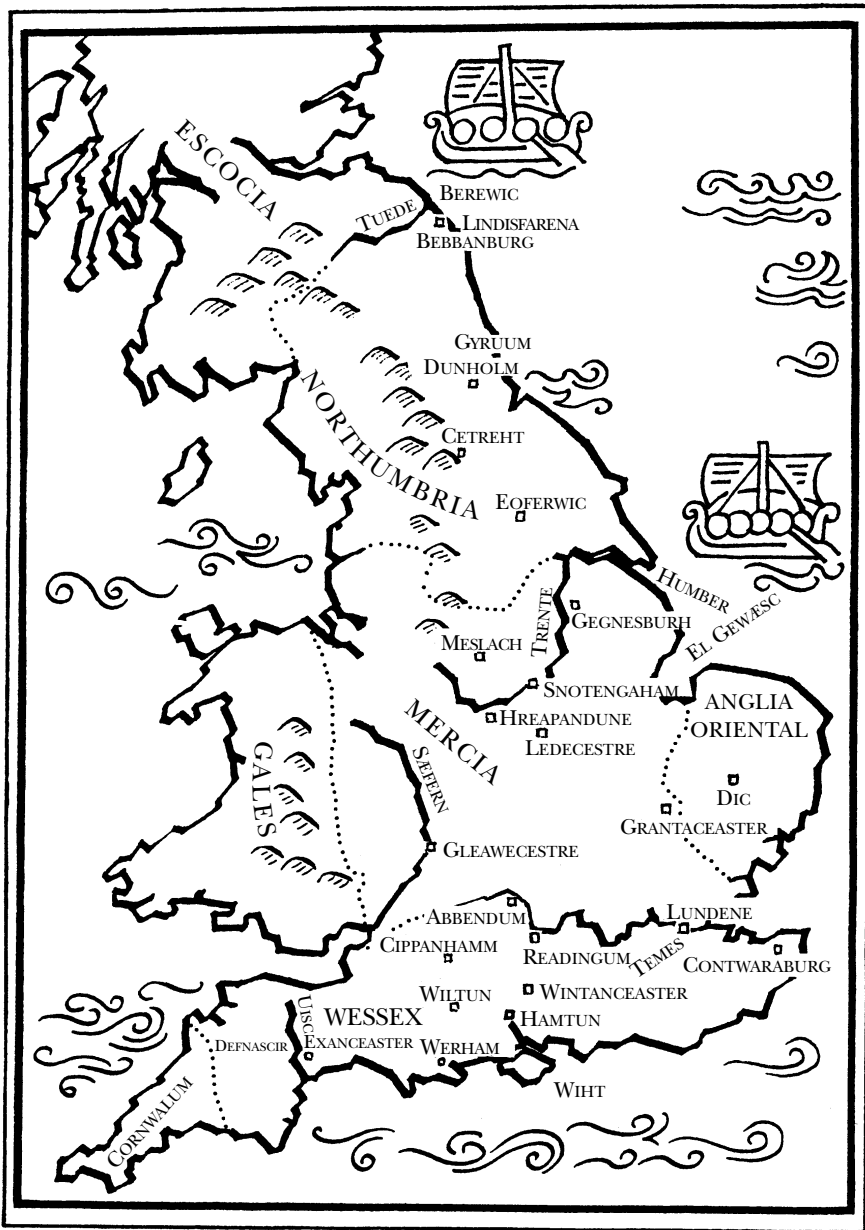 ESCOCIA
BEREWIC
TUEDE
LINDISFARENA
BEBBANBURG
GYRUUM
DUNHOLM
NORTHUMBRIA
CETREHT
EOFERWIC
HUMBER
TRENTE
GEGNESBURH
EL GEWÆSC
MESLACH
SNOTENGAHAM
ANGLIA
ORIENTAL
MERCIA
HREAPANDUNE
LEDECESTRE
GALES
SÆFERN
DIC
GRANTACEASTER
GLEAWECESTRE
ABBENDUM
LUNDENE
CIPPANHAMM
READINGUM
TEMES
CONTWARABURG
WILTUN
WINTANCEASTER
UISC
WESSEX
HAMTUN
DEFNASCIR
EXANCEASTER
WERHAM
WIHT
CORNWALUM